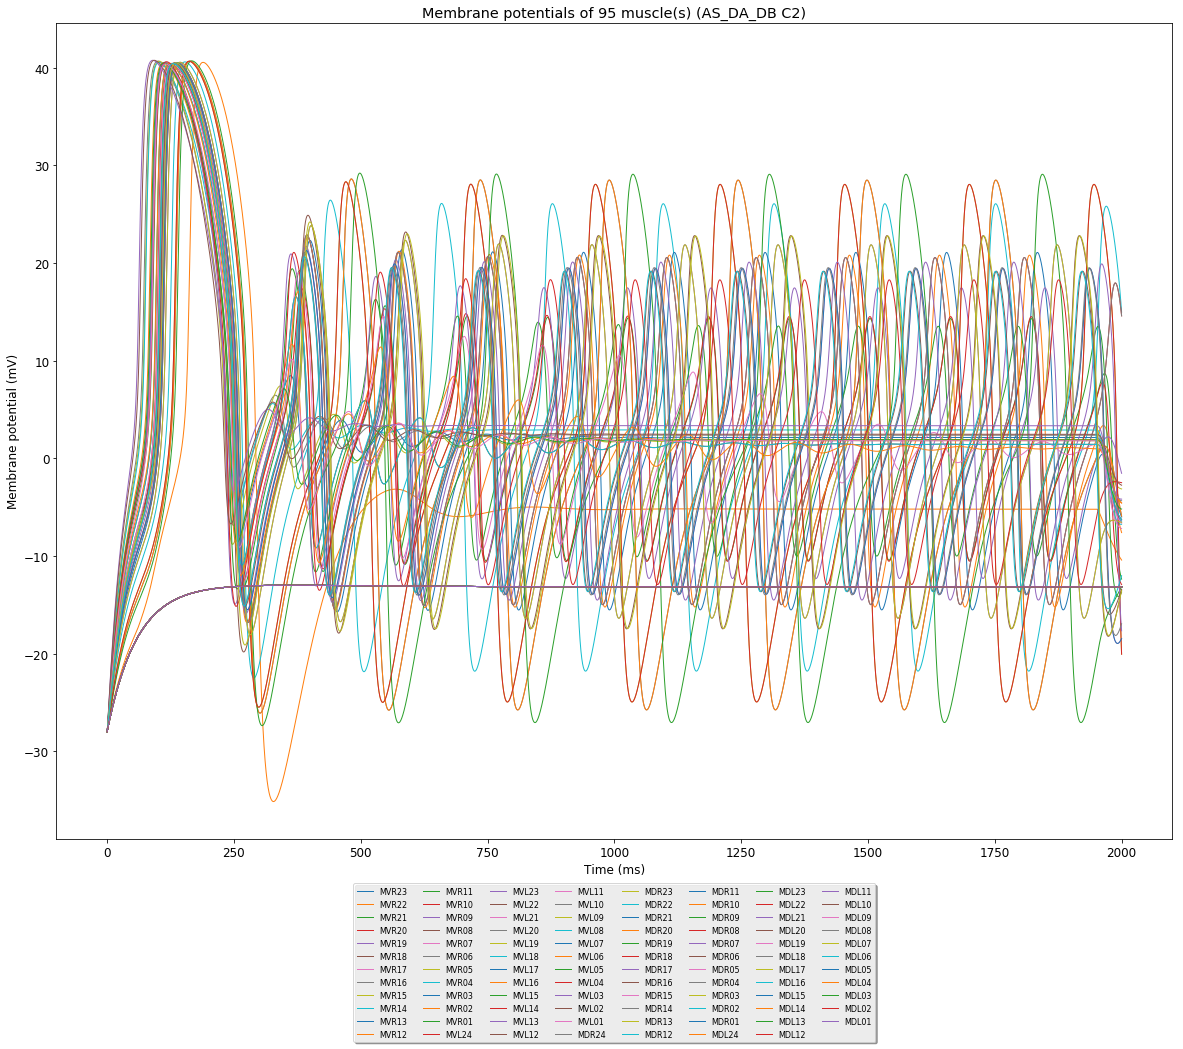 Membrane potentials of 95 muscle(s) (AS_DA_DB C2)
Membrane potential (mV)
40
30
20
10
0
−10
−20
−30
0 250 500 750 1000 1250 1500 1750 2000
Time (ms)
MVR23 MVR11 MVL23 MVL11 MDR23 MDR11 MDL23 MDL11
MVR22 MVR10 MVL22 MVL10 MDR22 MDR10 MDL22 MDL10
MVR21 MVR09 MVL21 MVL09 MDR21 MDR09 MDL21 MDL09
MVR20 MVR08 MVL20 MVL08 MDR20 MDR08 MDL20 MDL08
MVR19 MVR07 MVL19 MVL07 MDR19 MDR07 MDL19 MDL07
MVR18 MVR06 MVL18 MVL06 MDR18 MDR06 MDL18 MDL06
MVR17 MVR05 MVL17 MVL05 MDR17 MDR05 MDL17 MDL05
MVR16 MVR04 MVL16 MVL04 MDR16 MDR04 MDL16 MDL04
MVR15 MVR03 MVL15 MVL03 MDR15 MDR03 MDL15 MDL03
MVR14 MVR02 MVL14 MVL02 MDR14 MDR02 MDL14 MDL02
MVR13 MVR01 MVL13 MVL01 MDR13 MDR01 MDL13 MDL01
MVR12 MVL24 MVL12 MDR24 MDR12 MDL24 MDL12